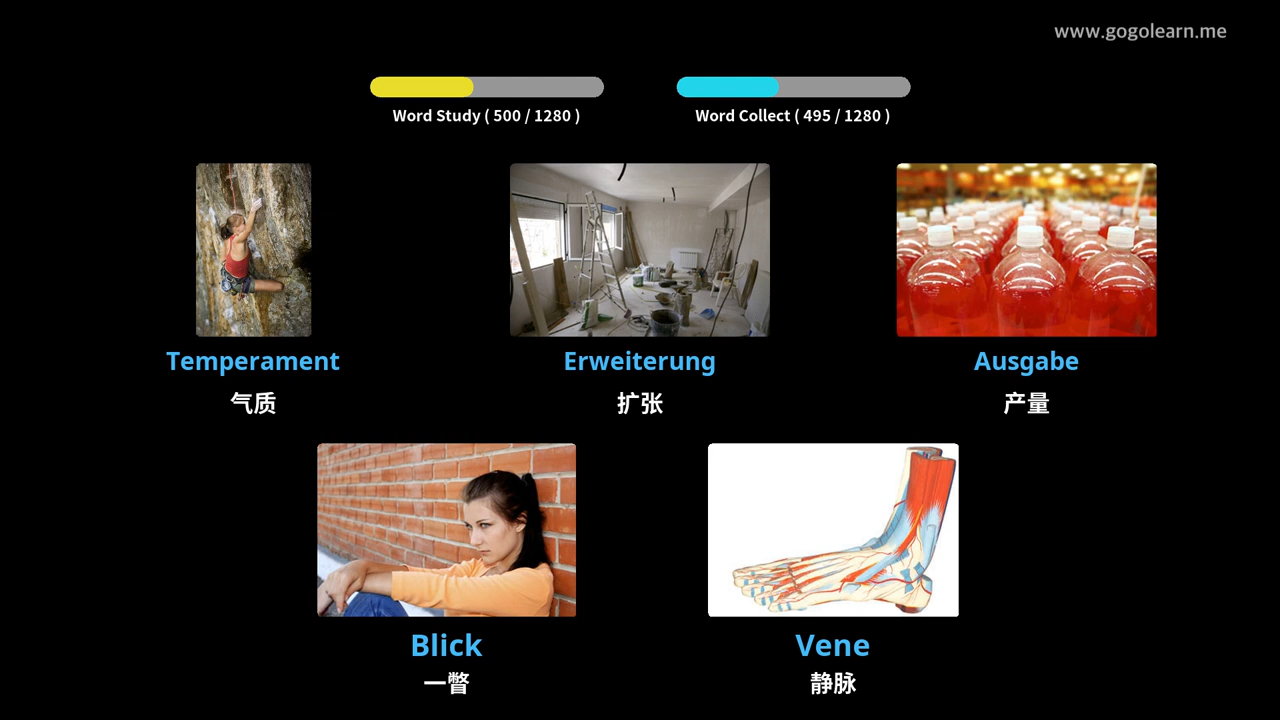 www.gogolearn.me
Word Study ( 500 / 1280 )
Word Collect ( 495 / 1280 )
Temperament
Erweiterung
Ausgabe
气质
扩张
产量
Blick
Vene
一瞥
静脉